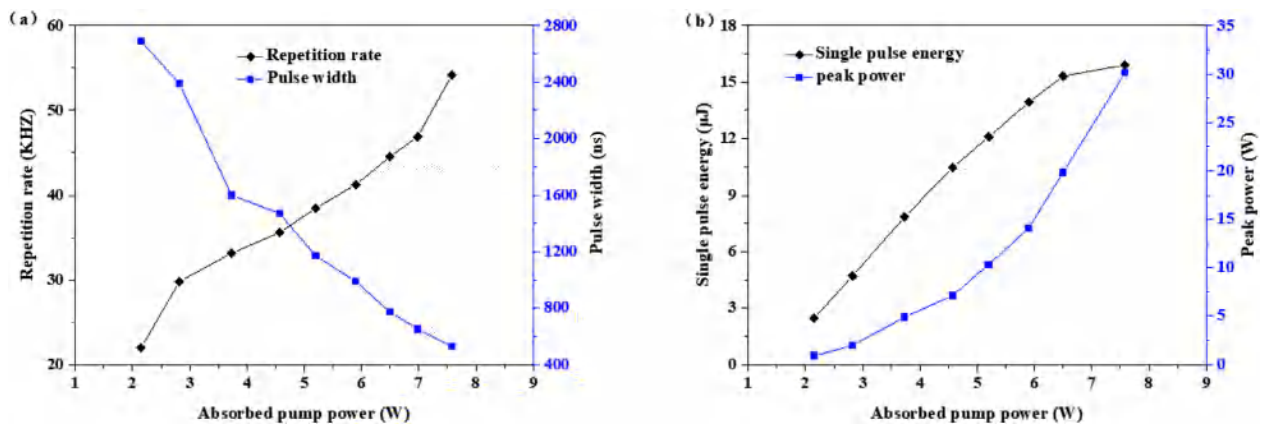 (a)
60
50
40
30
20
Repetition rate (KHZ)
Repetition rate
Pulse width
2800
2400
2000
1600
1200
800
400
Pulse width (ns)
1 2 3 4 5 6 7 8 9
Absorbed pump power (W)
(b)
18
15
12
9
6
3
0
Single pulse energy (μJ)
Single pulse energy
peak power
35
30
25
20
15
10
5
0
Peak power (W)
1 2 3 4 5 6 7 8 9
Absorbed pump power (W)